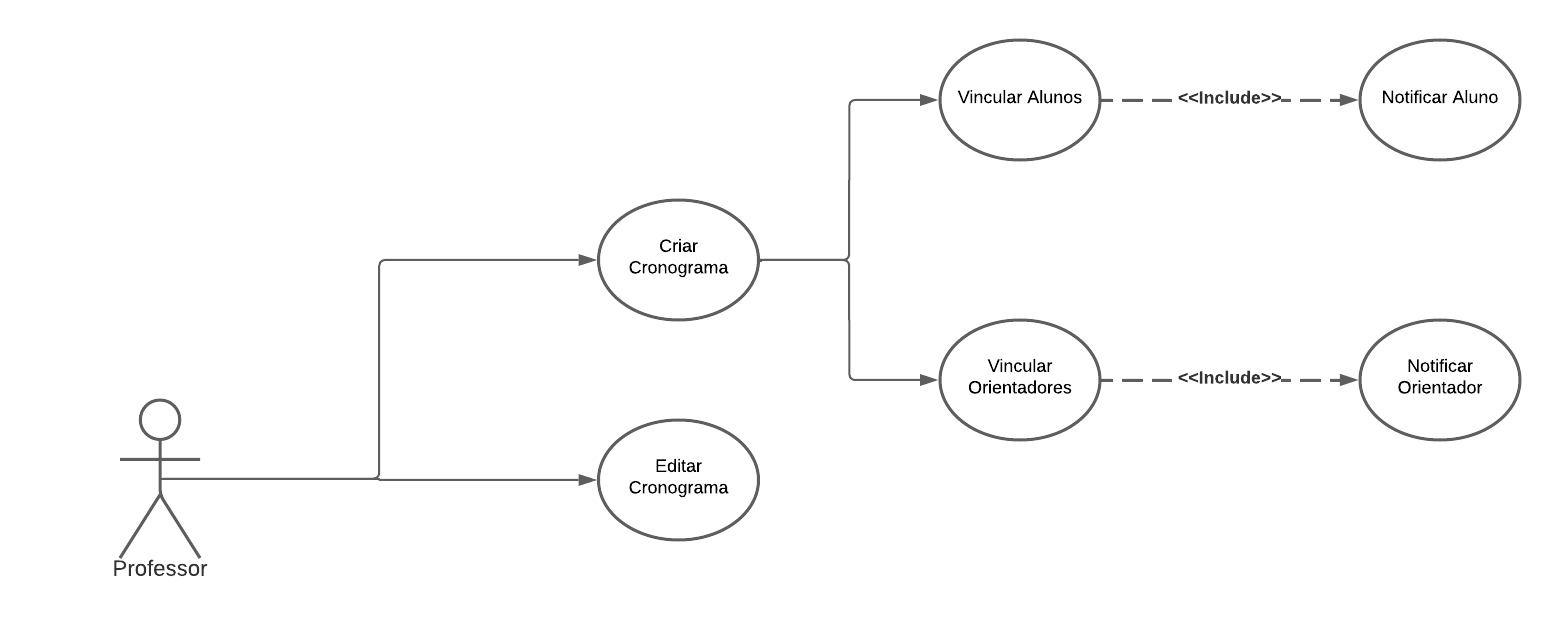 Vincular Alunos
<<Include>>
Notificar Aluno
Criar
Cronograma
Vincular
Orientadores
<<Include>>
Notificar
Orientador
Editar
Cronograma
Professor